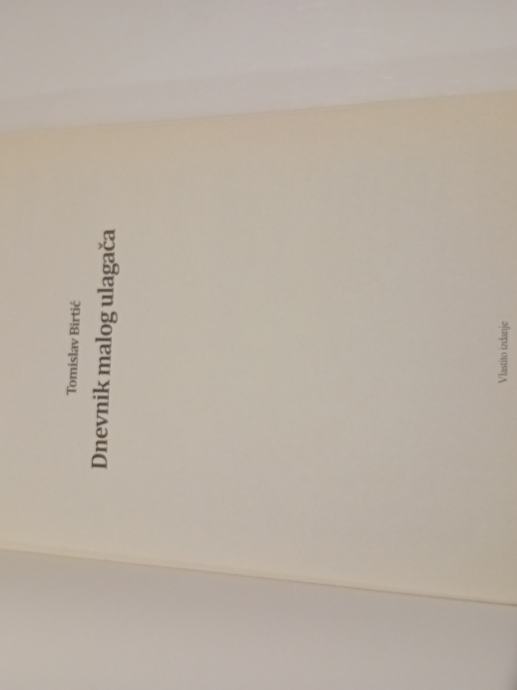 Tomislav Birtić
Dnevnik malog ulagača
Vlastito izdanje